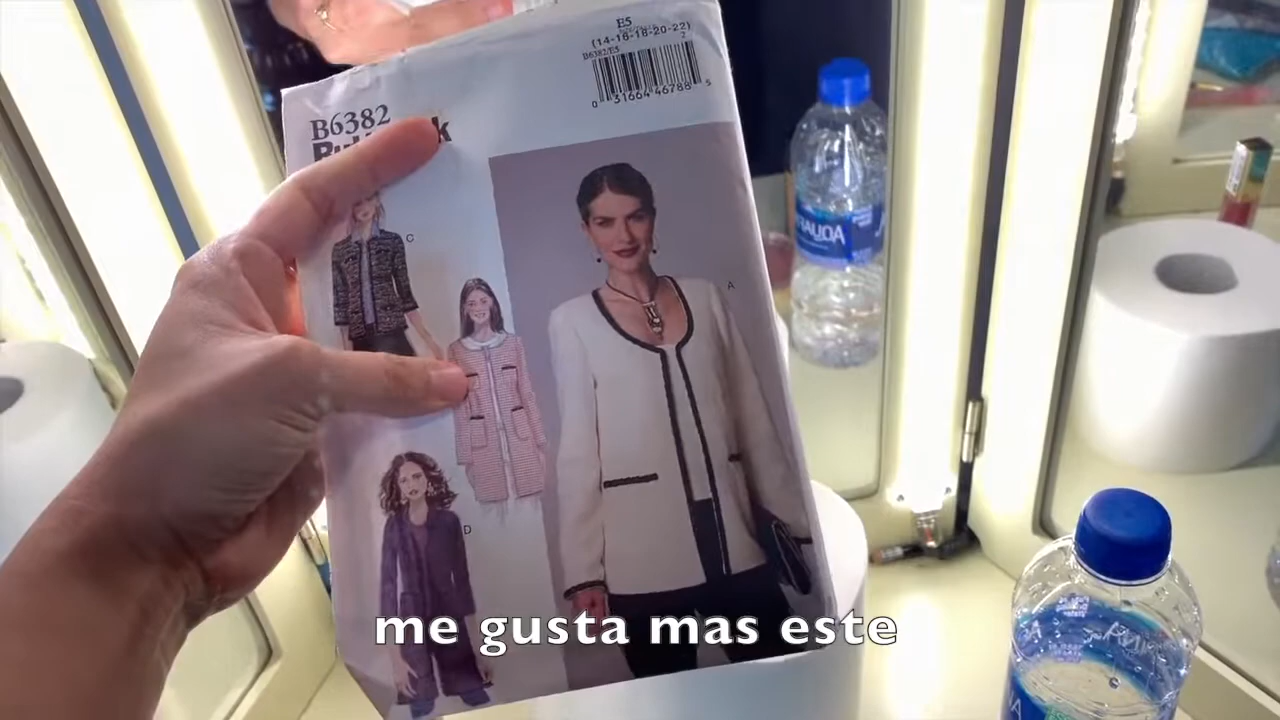 E5
(14-16-18-20-22)
B6382/E5
0 31664 46788 5
B6382
C
A
D
me gusta mas este